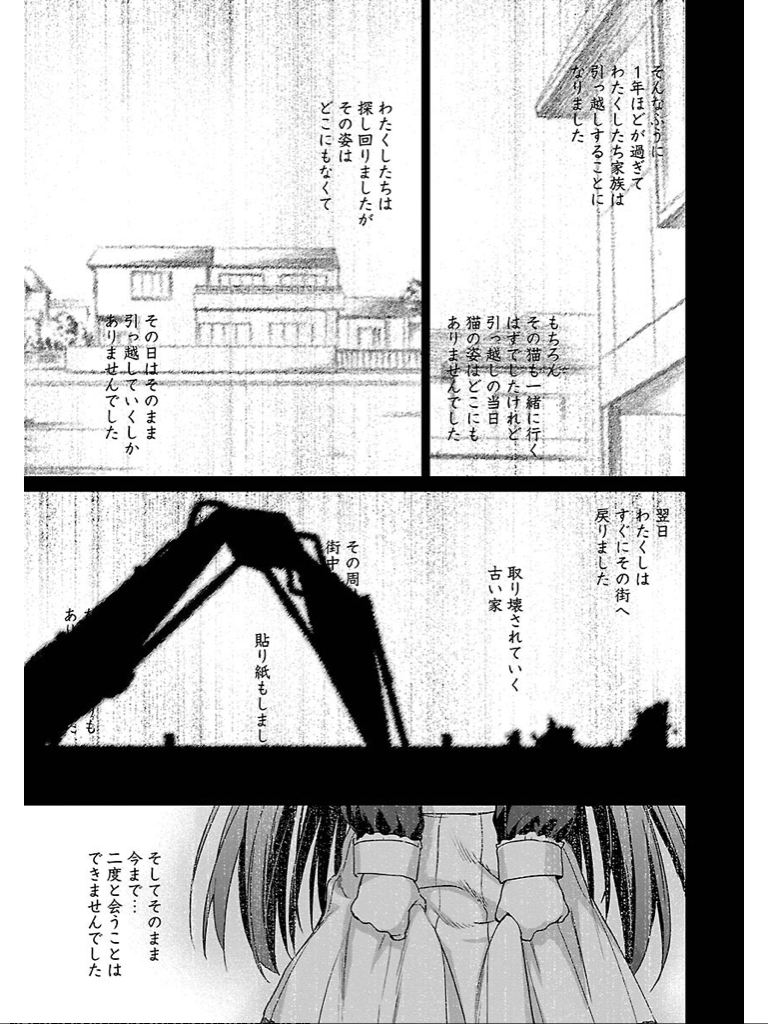 そんなふうに
1年ほどが過ぎて
わたくしたち家族は
引っ越しすることに
なりました
もちろん
その猫も一緒に行く
はずでしたけれど
引っ越しの当日
猫の姿はどこにも
ありませんでした
わたくしたちは
探し回りましたが
その姿は
どこにもなくて
その日はそのまま
引っ越していくしか
ありませんでした
翌日
わたくしは
すぐにその街へ
戻りました
取り壊されていく
古い家
その周
街中
貼り紙もしまし
そしてそのまま
今まで…
二度と会うことは
できませんでした